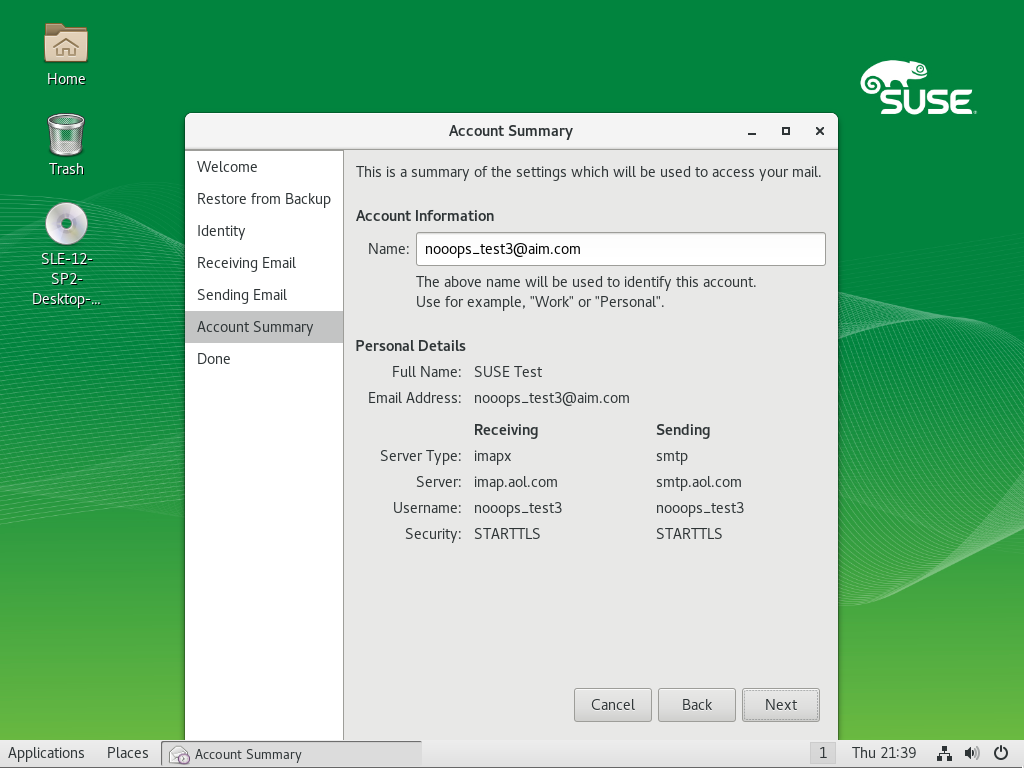 Home
Trash
SLE-12-
SP2-
Desktop-...
SUSE
Account Summary
Welcome
Restore from Backup
Identity
Receiving Email
Sending Email
Account Summary
Done
This is a summary of the settings which will be used to access your mail.
Account Information
Name: nooops_test3@aim.com
The above name will be used to identify this account.
Use for example, "Work" or "Personal".
Personal Details
Full Name: SUSE Test
Email Address: nooops_test3@aim.com
Receiving Sending
Server Type: imapx smtp
Server: imap.aol.com smtp.aol.com
Username: nooops_test3 nooops_test3
Security: STARTTLS STARTTLS
Cancel Back Next
Applications Places Account Summary 1 Thu 21:39